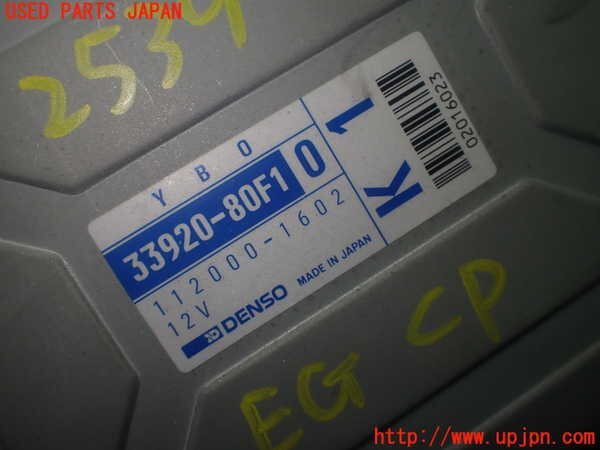 USED PARTS JAPAN
2539
YBO
33920-80F1 0
112000-1602
12V
DENSO MADE IN JAPAN
K1
02016023
EG CP
http://www.upjpn.com/